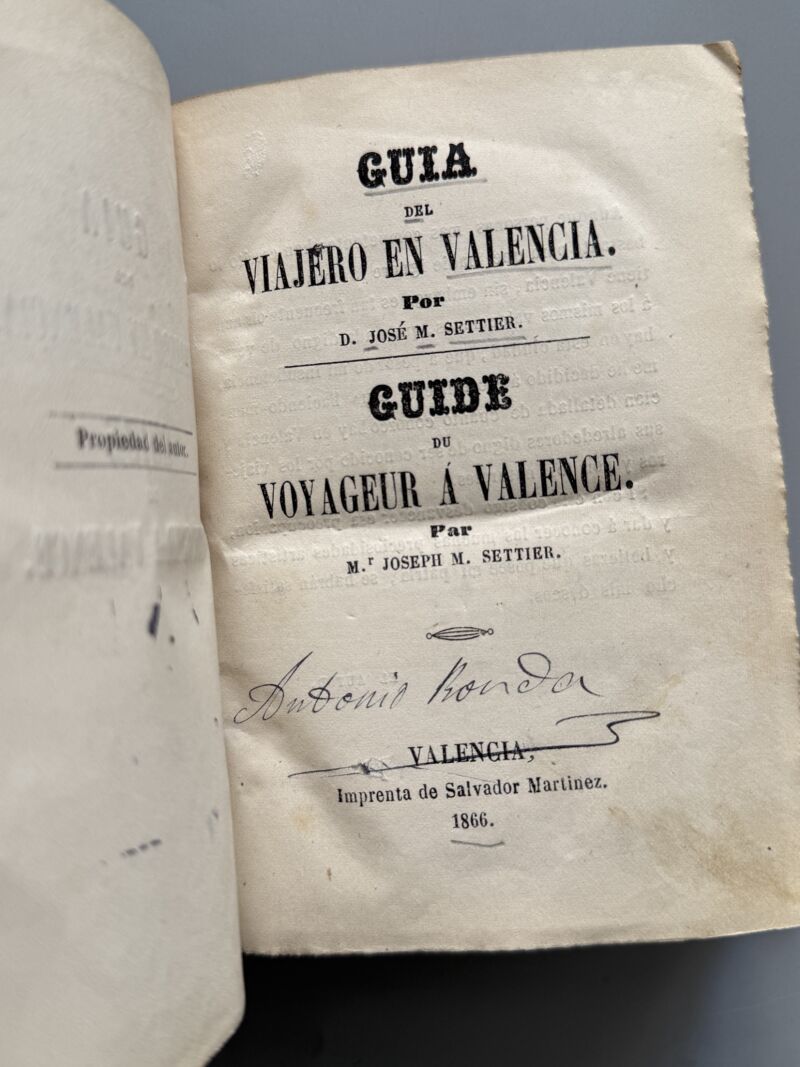 Propiedad del autor.
GUIA
DEL
VIAJERO EN VALENCIA.
Por
D. JOSÉ M. SETTIER.
GUIDE
DU
VOYAGEUR Á VALENCE.
Par
M.r JOSEPH M. SETTIER.
Antonio Ronda
VALENCIA,
Imprenta de Salvador Martinez.
1866.